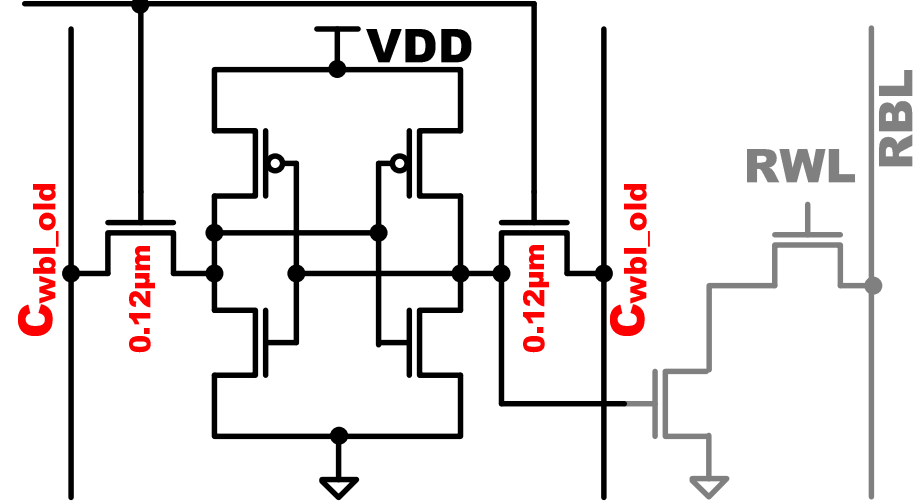 VDD
RBL
RWL
Cwbl_old
0.12µm
0.12µm
Cwbl_old